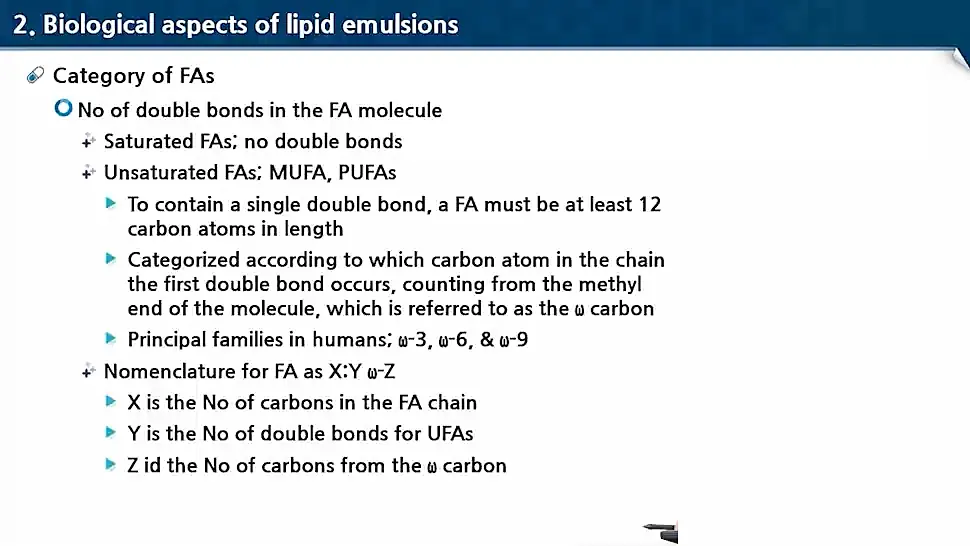 2. Biological aspects of lipid emulsions
Category of FAs
No of double bonds in the FA molecule
Saturated FAs; no double bonds
Unsaturated FAs; MUFA, PUFAs
To contain a single double bond, a FA must be at least 12
carbon atoms in length
Categorized according to which carbon atom in the chain
the first double bond occurs, counting from the methyl
end of the molecule, which is referred to as the ω carbon
Principal families in humans; ω-3, ω-6, & ω-9
Nomenclature for FA as X:Y ω-Z
X is the No of carbons in the FA chain
Y is the No of double bonds for UFAs
Z id the No of carbons from the ω carbon